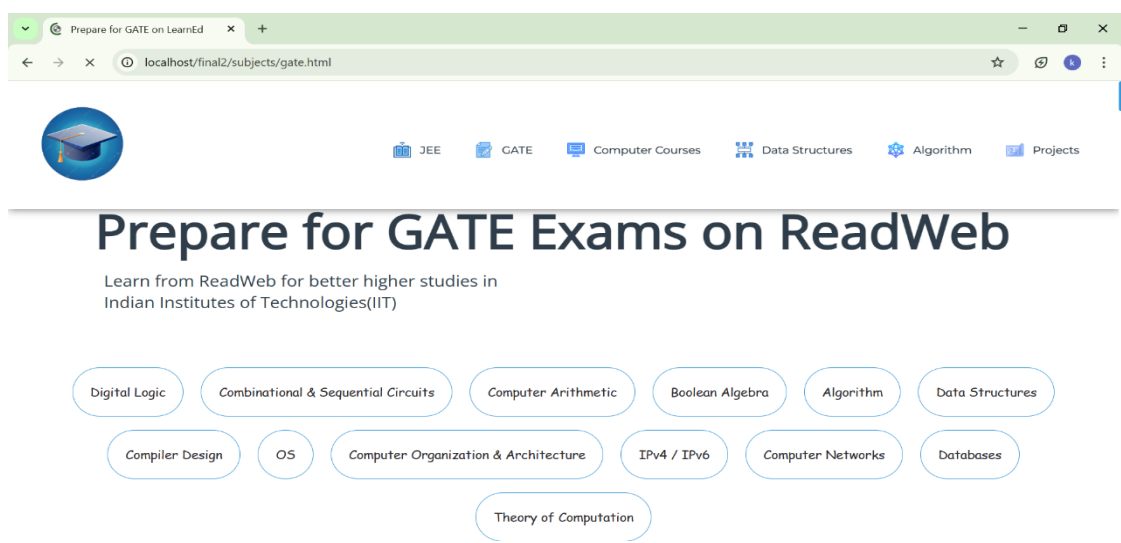 Prepare for GATE on LearnEd
localhost/final2/subjects/gate.html
k
JEE GATE Computer Courses Data Structures Algorithm Projects
Prepare for GATE Exams on ReadWeb
Learn from ReadWeb for better higher studies in
Indian Institutes of Technologies(IIT)
Digital Logic Combinational & Sequential Circuits Computer Arithmetic Boolean Algebra Algorithm Data Structures
Compiler Design OS Computer Organization & Architecture IPv4 / IPv6 Computer Networks Databases
Theory of Computation